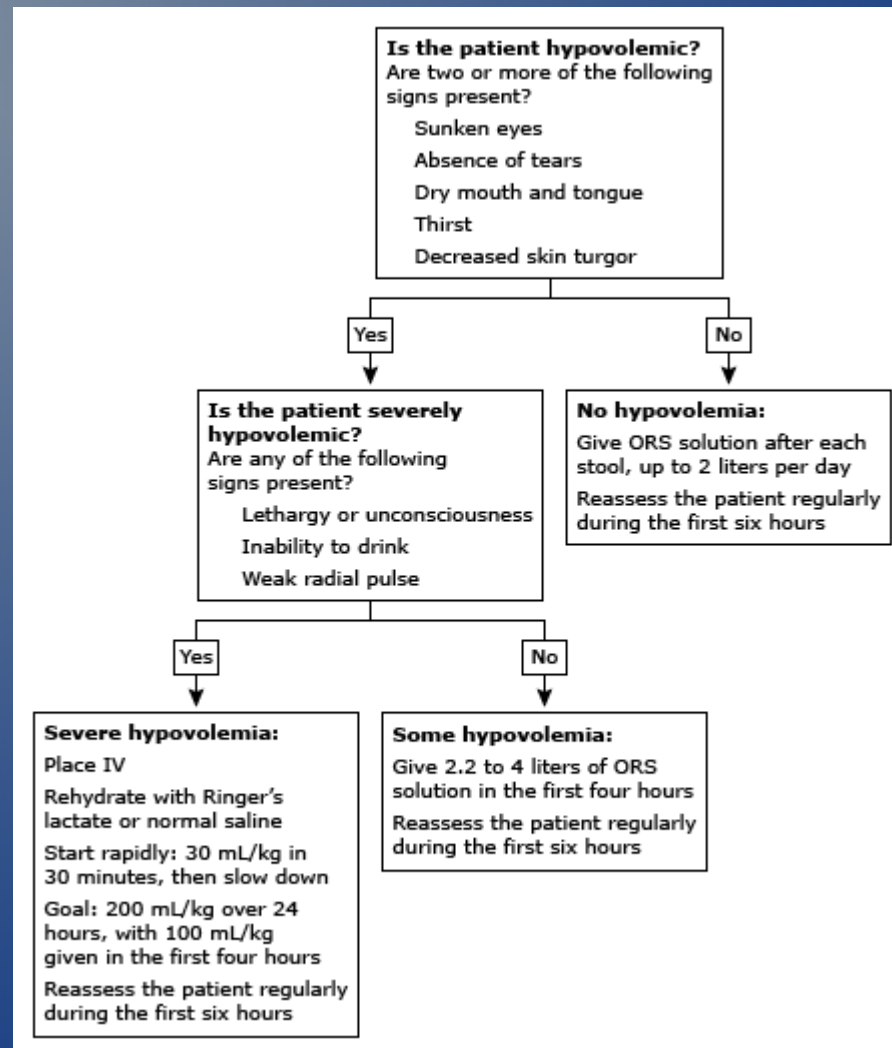 Is the patient hypovolemic?
Are two or more of the following
signs present?
Sunken eyes
Absence of tears
Dry mouth and tongue
Thirst
Decreased skin turgor
Yes
No
Is the patient severely
hypovolemic?
Are any of the following
signs present?
Lethargy or unconsciousness
Inability to drink
Weak radial pulse
No hypovolemia:
Give ORS solution after each
stool, up to 2 liters per day
Reassess the patient regularly
during the first six hours
Yes
No
Severe hypovolemia:
Place IV
Rehydrate with Ringer's
lactate or normal saline
Start rapidly: 30 mL/kg in
30 minutes, then slow down
Goal: 200 mL/kg over 24
hours, with 100 mL/kg
given in the first four hours
Reassess the patient regularly
during the first six hours
Some hypovolemia:
Give 2.2 to 4 liters of ORS
solution in the first four hours
Reassess the patient regularly
during the first six hours